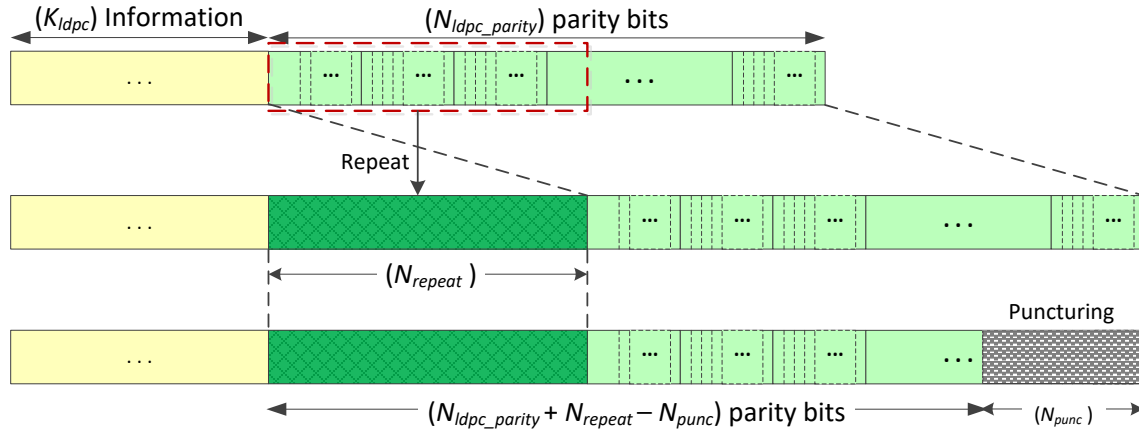 (K_ldpc) Information
(N_ldpc_parity) parity bits
... ... ... ... ... ...
Repeat
... ... ... ... ... ...
(N_repeat )
Puncturing
... ... ... ... ...
(N_ldpc_parity + N_repeat – N_punc) parity bits
(N_punc )